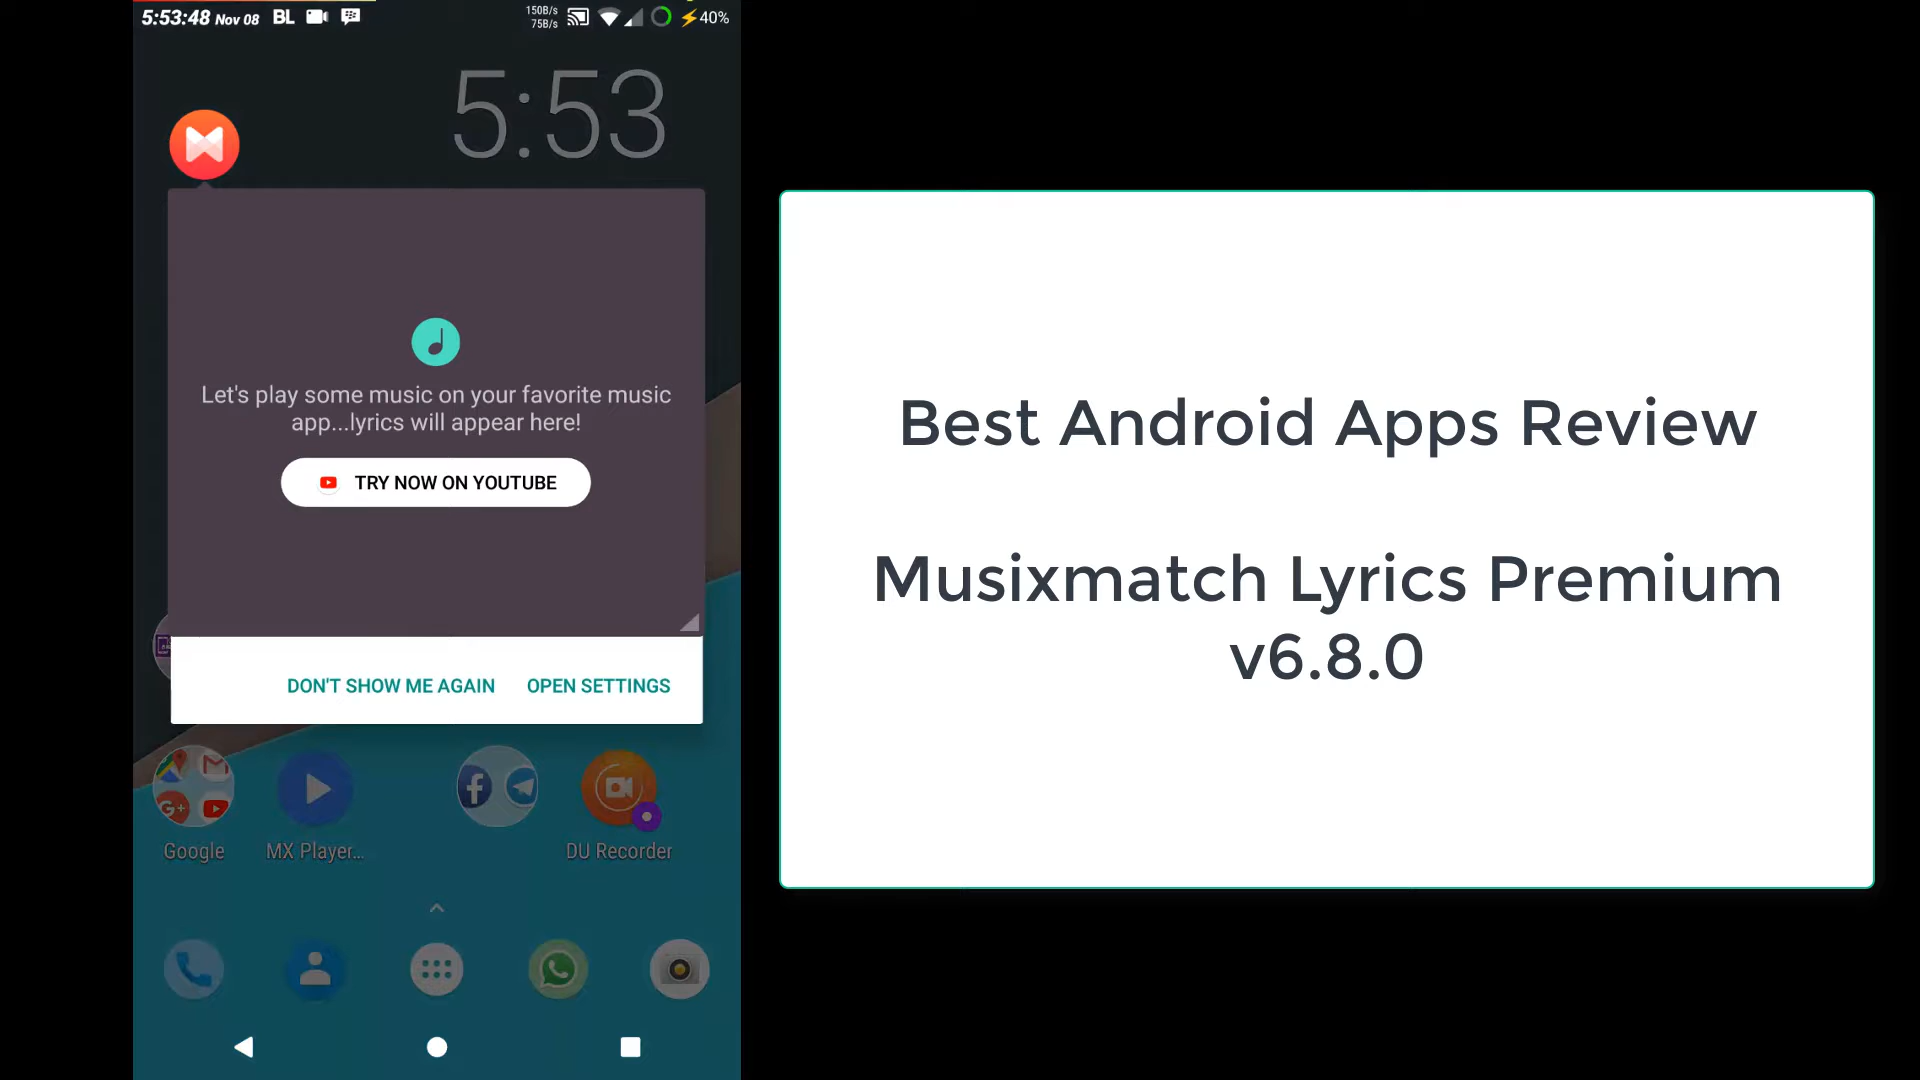 5:53:48 Nov 08 BL
150B/s
75B/s
40%
5:53
Let's play some music on your favorite music
app...lyrics will appear here!
TRY NOW ON YOUTUBE
DON'T SHOW ME AGAIN OPEN SETTINGS
Google MX Player... DU Recorder
Best Android Apps Review
Musixmatch Lyrics Premium
v6.8.0